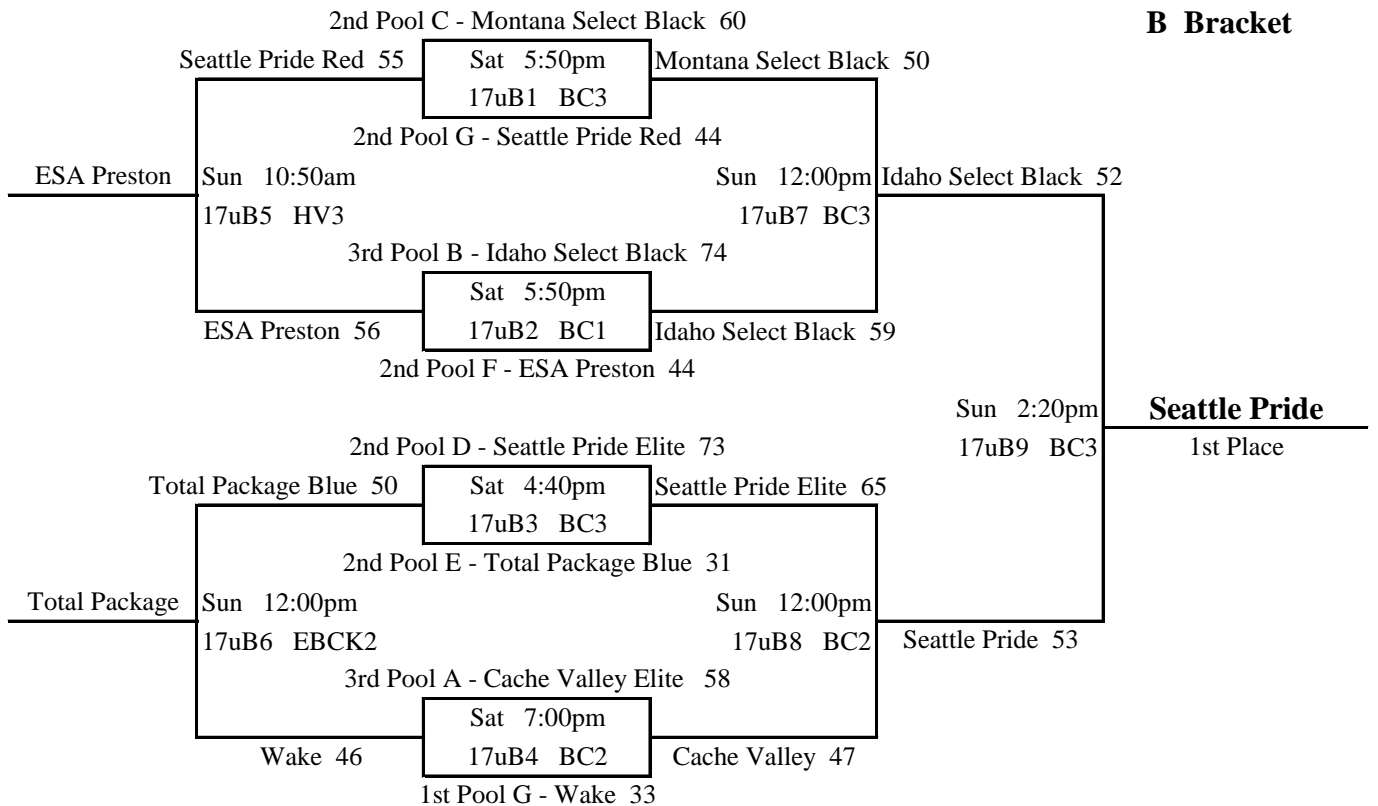 2nd Pool C - Montana Select Black 60
B Bracket
Seattle Pride Red 55
Sat 5:50pm
Montana Select Black 50
17uB1 BC3
2nd Pool G - Seattle Pride Red 44
ESA Preston
Sun 10:50am
Sun 12:00pm
Idaho Select Black 52
17uB5 HV3
17uB7 BC3
3rd Pool B - Idaho Select Black 74
Sat 5:50pm
ESA Preston 56
17uB2 BC1
Idaho Select Black 59
2nd Pool F - ESA Preston 44
Sun 2:20pm
Seattle Pride
17uB9 BC3
1st Place
2nd Pool D - Seattle Pride Elite 73
Total Package Blue 50
Sat 4:40pm
Seattle Pride Elite 65
17uB3 BC3
2nd Pool E - Total Package Blue 31
Total Package
Sun 12:00pm
Sun 12:00pm
17uB6 EBCK2
17uB8 BC2
Seattle Pride 53
3rd Pool A - Cache Valley Elite 58
Sat 7:00pm
Wake 46
17uB4 BC2
Cache Valley 47
1st Pool G - Wake 33